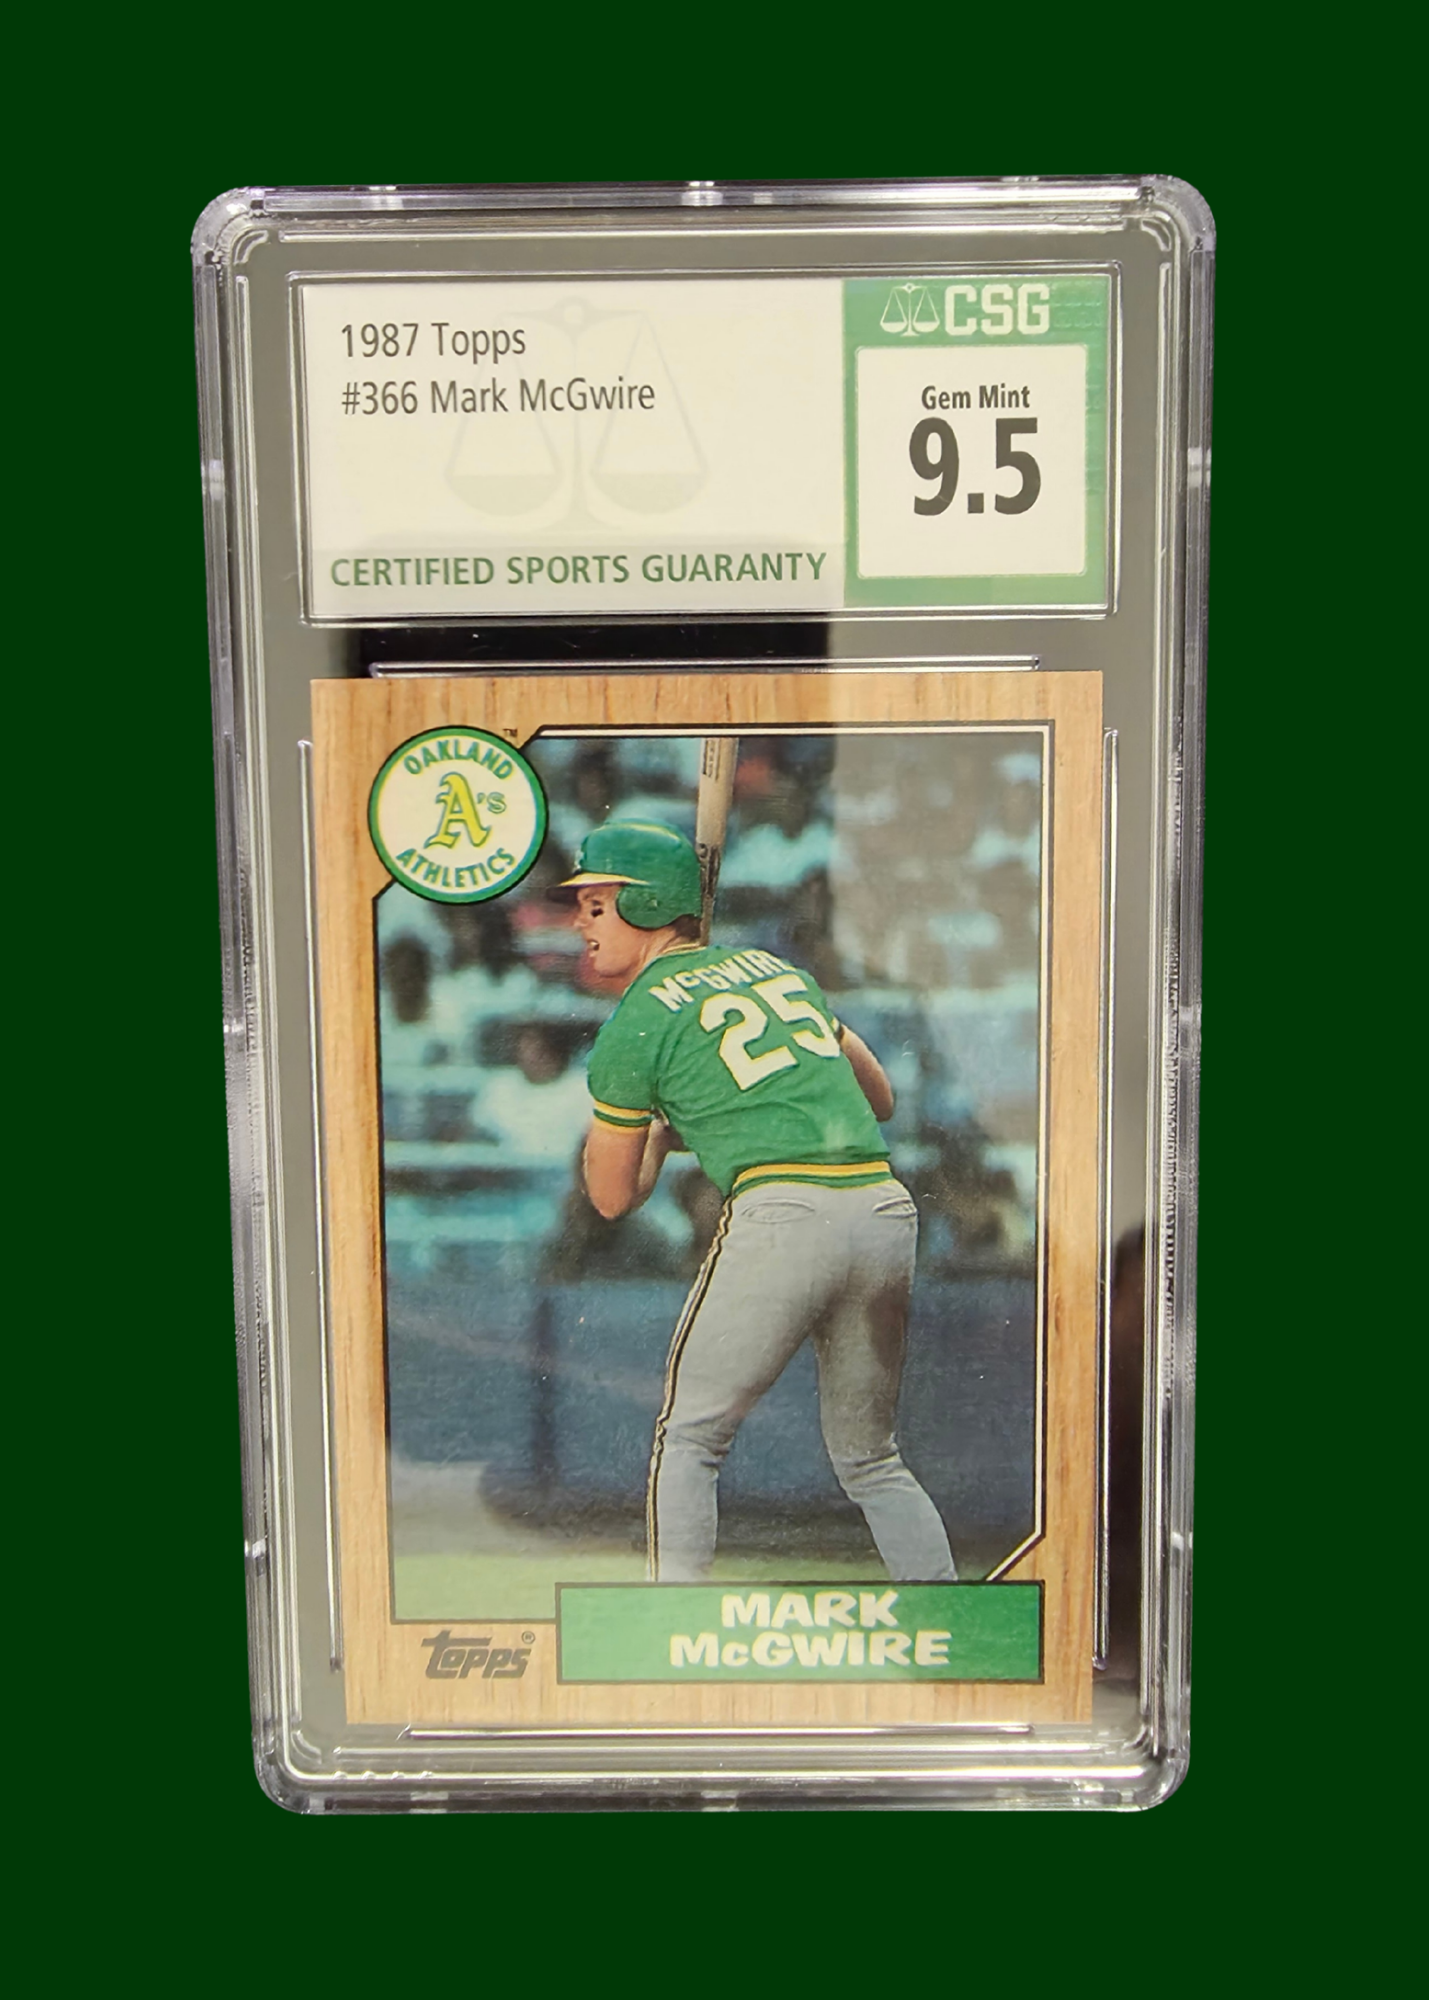 1987 Topps
#366 Mark McGwire
CERTIFIED SPORTS GUARANTY
CSG
Gem Mint
9.5
OAKLAND
A's
ATHLETICS
™
McGWIRE
25
MARK
McGWIRE
topps®